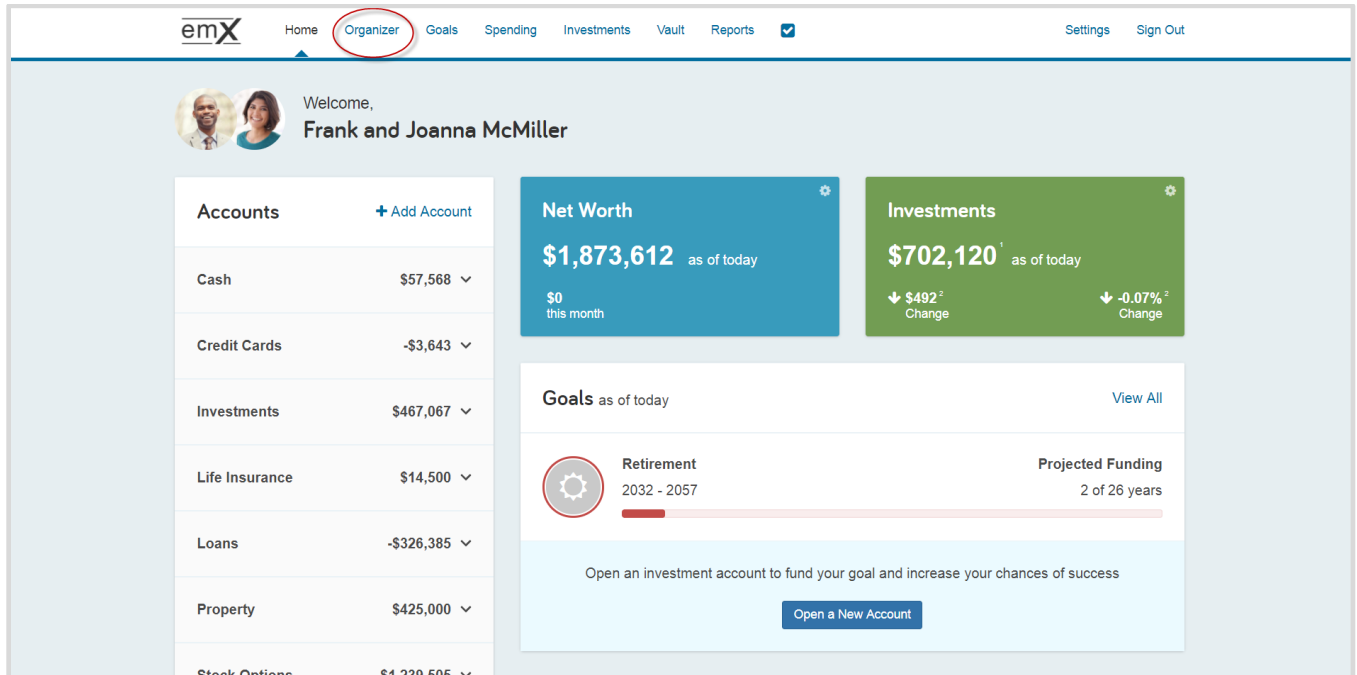 emX
Home Organizer Goals Spending Investments Vault Reports
Settings Sign Out
Welcome,
Frank and Joanna McMiller
Accounts
+ Add Account
Cash $57,568
Credit Cards -$3,643
Investments $467,067
Life Insurance $14,500
Loans -$326,385
Property $425,000
Stock Options $1,239,505
Net Worth
$1,873,612 as of today
$0
this month
Investments
$702,120 1 as of today
$492 2 -0.07% 2
Change Change
Goals as of today
View All
Retirement Projected Funding
2032 - 2057 2 of 26 years
Open an investment account to fund your goal and increase your chances of success
Open a New Account